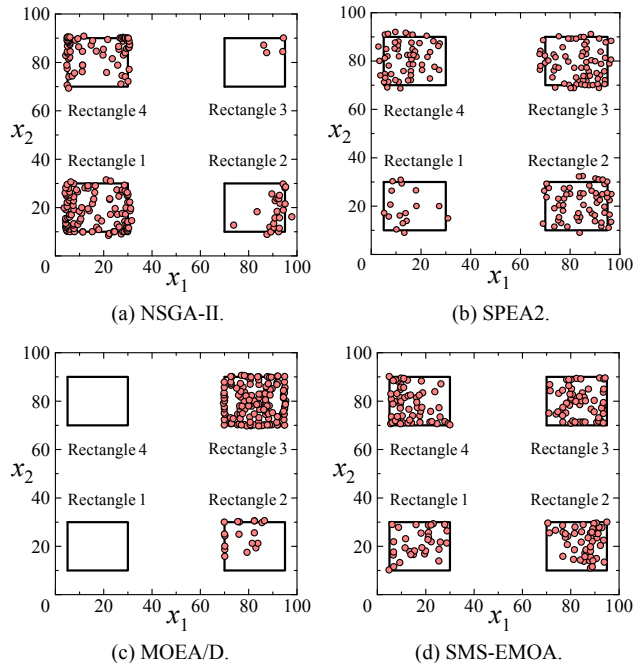 100
80
60
x2
40
20
0
Rectangle 4
Rectangle 3
Rectangle 1
Rectangle 2
20 40 60 80 100
x1
(a) NSGA-II.
100
80
60
x2
40
20
0
Rectangle 4
Rectangle 3
Rectangle 1
Rectangle 2
20 40 60 80 100
x1
(b) SPEA2.
100
80
60
x2
40
20
0
Rectangle 4
Rectangle 3
Rectangle 1
Rectangle 2
20 40 60 80 100
x1
(c) MOEA/D.
100
80
60
x2
40
20
0
Rectangle 4
Rectangle 3
Rectangle 1
Rectangle 2
20 40 60 80 100
x1
(d) SMS-EMOA.